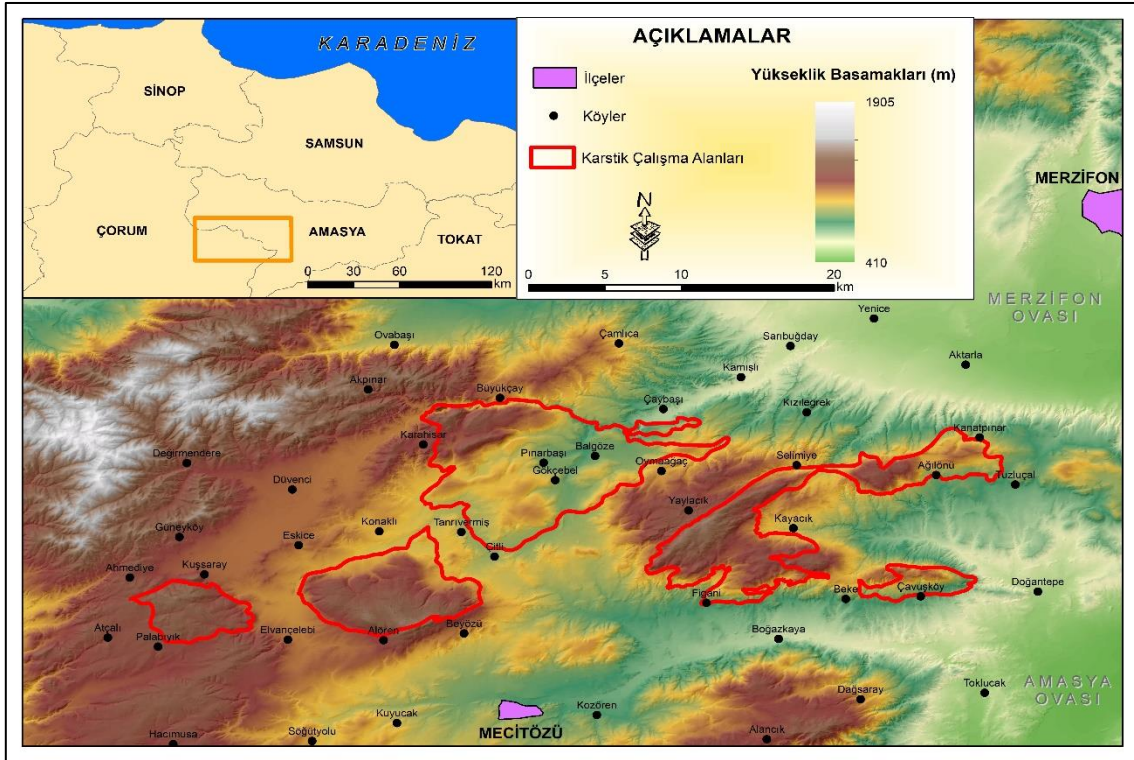 KARADENİZ
SİNOP
SAMSUN
ÇORUM
AMASYA
TOKAT
0 30 60 120
km
AÇIKLAMALAR
İlçeler
Köyler
Karstik Çalışma Alanları
Yükseklik Basamakları (m)
1905
410
N
0 5 10 20
km
MERZİFON
MERZİFON
OVASI
Yenice
Ovabaşı
Çamlıca
Sarıbuğday
Aktarla
Kamışlı
Akpınar
Büyükçay
Çaybaşı
Kızıleğrek
Karahisar
Kanatpınar
Değirmendere
Pınarbaşı
Balgöze
Gökçebel
Oymaağaç
Selimiye
Ağılönü
Tuzluçal
Düvenci
Yaylacık
Kayacık
Konaklı
Tanrıvermiş
Güneyköy
Eskice
Çitli
Ahmediye
Kuşsaray
Figani
Beke
Çavuşköy
Doğantepe
Atçalı
Palabıyık
Elvançelebi
Alören
Beyözü
Boğazkaya
Toklucak
AMASYA
OVASI
Dağsaray
Kuyucak
MECİTÖZÜ
Kozören
Hacımusa
Söğütyolu
Alancık